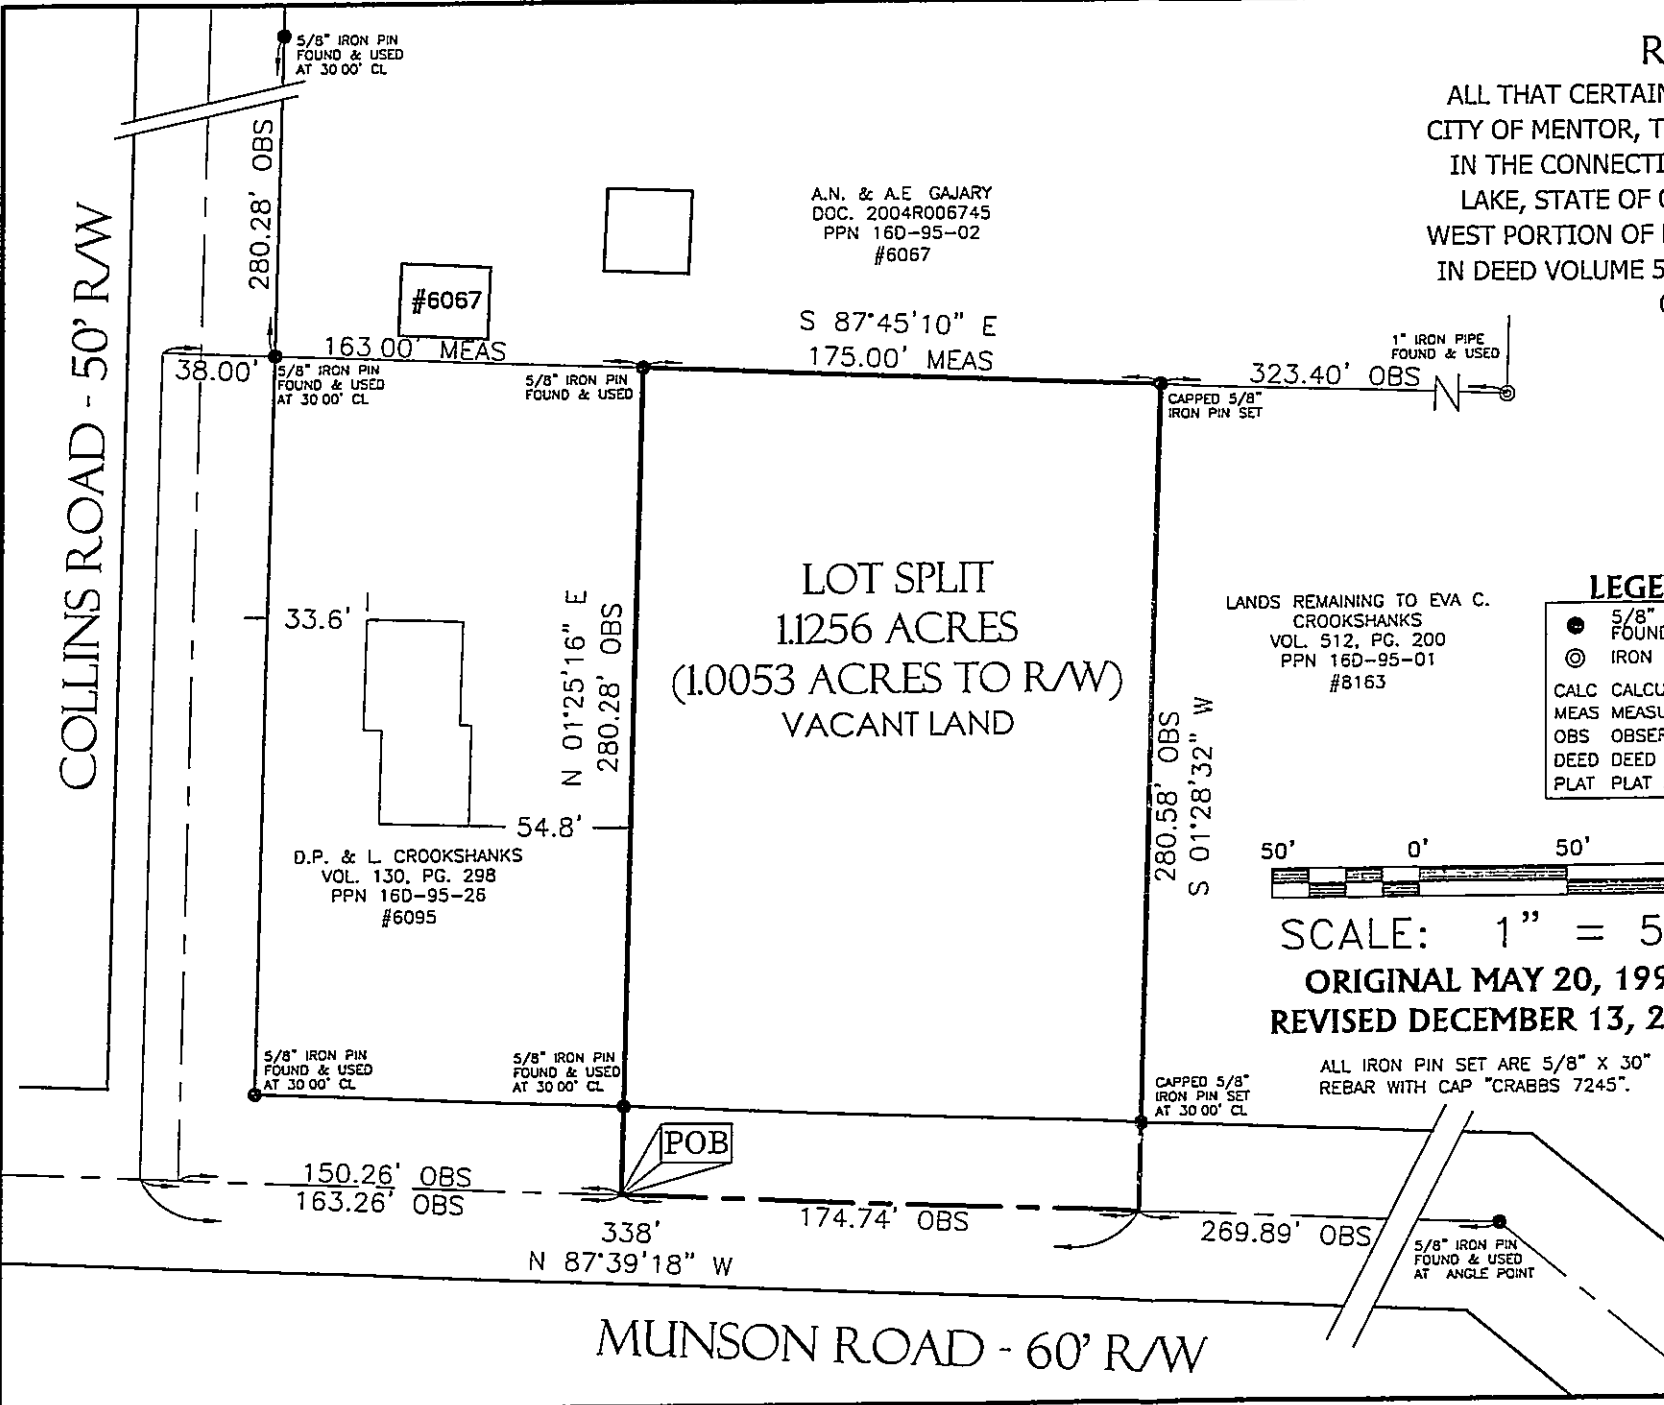 5/8" IRON PIN
FOUND & USED
AT 30 00' CL
280.28' OBS
COLLINS ROAD - 50' R/W
#6067
A.N. & A.E GAJARY
DOC. 2004R006745
PPN 16D-95-02
#6067
R
ALL THAT CERTAIN
CITY OF MENTOR, T
IN THE CONNECTI
LAKE, STATE OF
WEST PORTION OF
IN DEED VOLUME 5
38.00'
163.00' MEAS
5/8" IRON PIN
FOUND & USED
AT 30 00' CL
5/8" IRON PIN
FOUND & USED
S 87°45'10" E
175.00' MEAS
CAPPED 5/8"
IRON PIN SET
323.40' OBS
N
1" IRON PIPE
FOUND & USED
33.6'
54.8'
N 01°25'16" E
280.28' OBS
LOT SPLIT
1.1256 ACRES
(1.0053 ACRES TO R/W)
VACANT LAND
280.58' OBS
S 01°28'32" W
LANDS REMAINING TO EVA C.
CROOKSHANKS
VOL. 512, PG. 200
PPN 16D-95-01
#8163
LEGE
5/8"
FOUND
IRON
CALC CALCU
MEAS MEASU
OBS OBSER
DEED DEED
PLAT PLAT
D.P. & L. CROOKSHANKS
VOL. 130, PG. 298
PPN 16D-95-26
#6095
50' 0' 50'
SCALE: 1" = 5
ORIGINAL MAY 20, 199
REVISED DECEMBER 13, 2
ALL IRON PIN SET ARE 5/8" X 30"
REBAR WITH CAP "CRABBS 7245".
5/8" IRON PIN
FOUND & USED
AT 30 00' CL
5/8" IRON PIN
FOUND & USED
AT 30 00' CL
CAPPED 5/8"
IRON PIN SET
AT 30 00' CL
POB
150.26' OBS
163.26' OBS
338'
N 87°39'18" W
174.74' OBS
269.89' OBS
5/8" IRON PIN
FOUND & USED
AT ANGLE POINT
MUNSON ROAD - 60' R/W